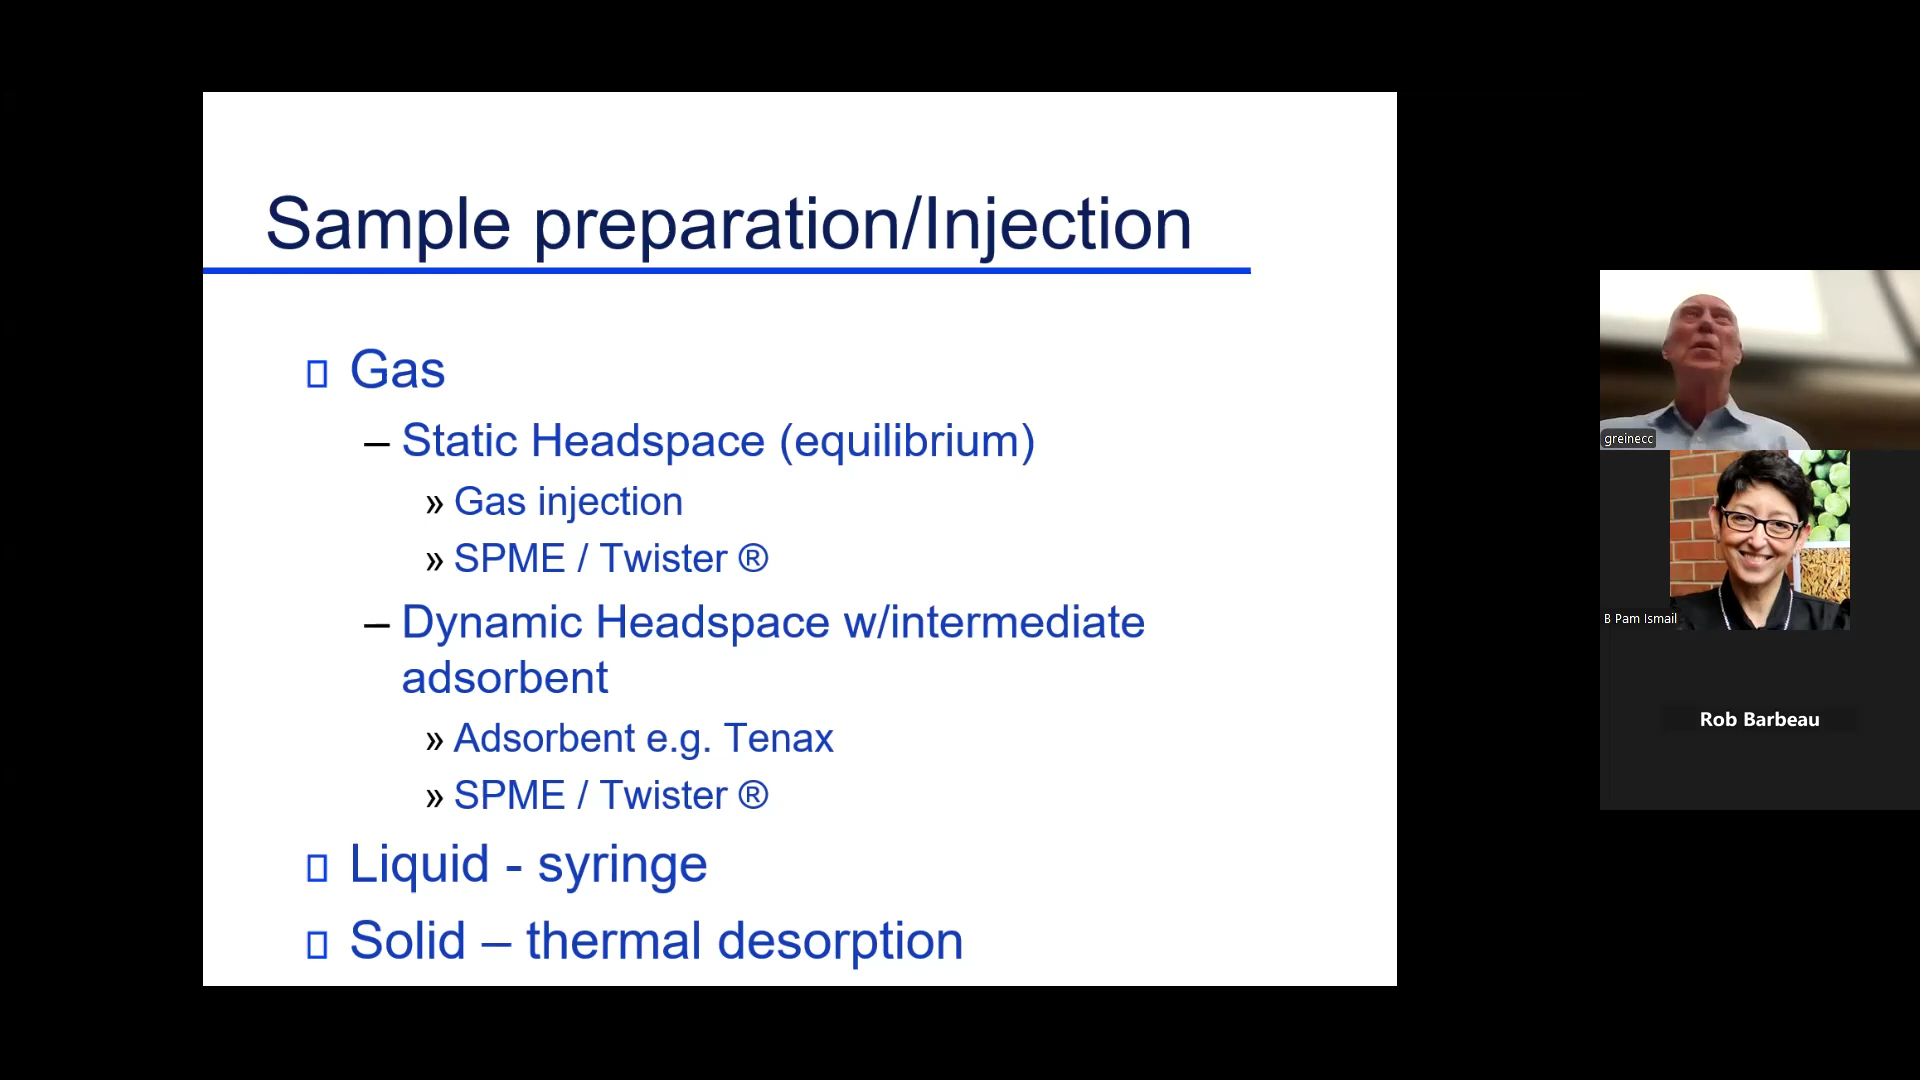 Sample preparation/Injection
Gas
– Static Headspace (equilibrium)
» Gas injection
» SPME / Twister ®
– Dynamic Headspace w/intermediate
adsorbent
» Adsorbent e.g. Tenax
» SPME / Twister ®
Liquid - syringe
Solid – thermal desorption
greinecc
B Pam Ismail
Rob Barbeau